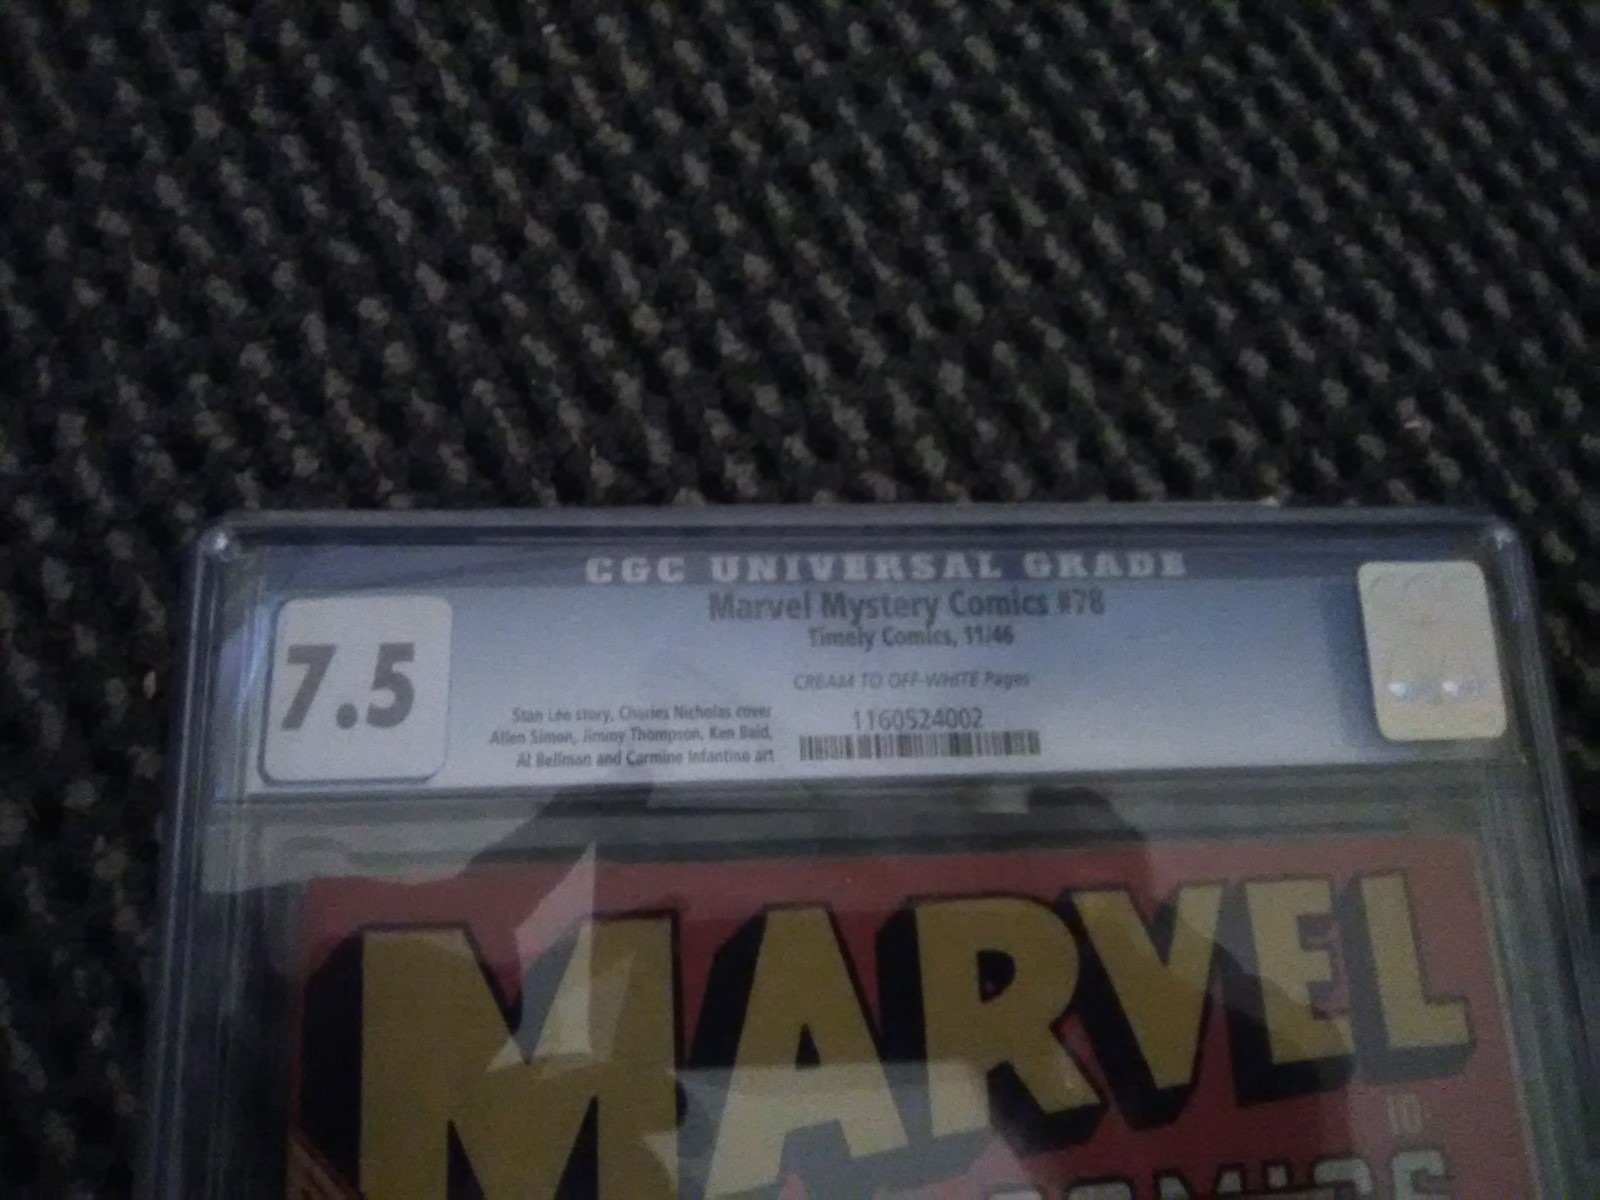 CGC UNIVERSAL GRADE
7.5
Marvel Mystery Comics #78
Timely Comics, 11/46
CREAM TO OFF-WHITE Pages
Stan Lee story, Charles Nicholas cover
Allen Simon, Jimmy Thompson, Ken Bald,
Al Bellman and Carmine Infantino art
1160524002
MARVEL
10¢
COMICS